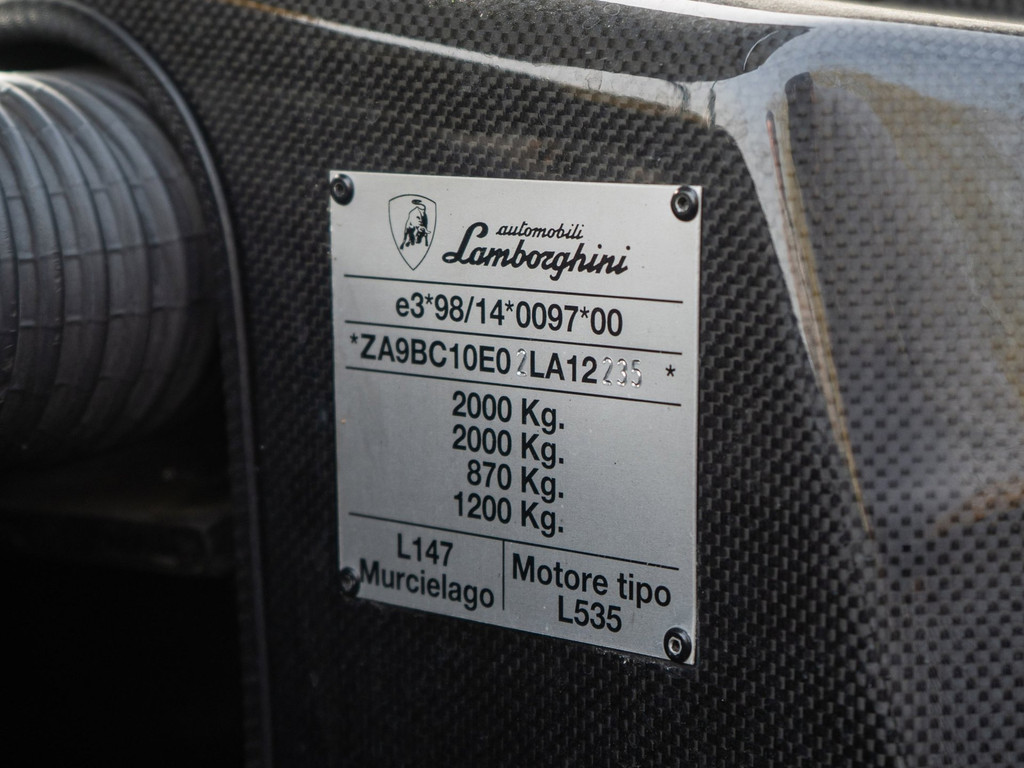 automobili
Lamborghini
e3*98/14*0097*00
*ZA9BC10E02LA12235 *
2000 Kg.
2000 Kg.
870 Kg.
1200 Kg.
L147
Murcielago
Motore tipo
L535